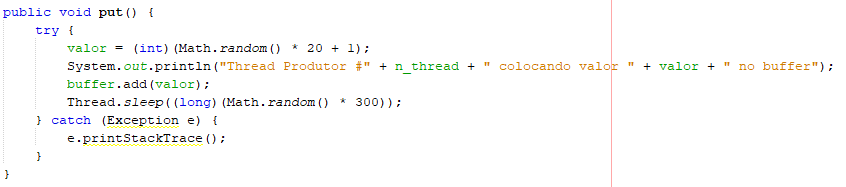 public void put() {
    try {
        valor = (int)(Math.random() * 20 + 1);
        System.out.println("Thread Produtor #" + n_thread + " colocando valor " + valor + " no buffer");
        buffer.add(valor);
        Thread.sleep((long)(Math.random() * 300));
    } catch (Exception e) {
        e.printStackTrace();
    }
}